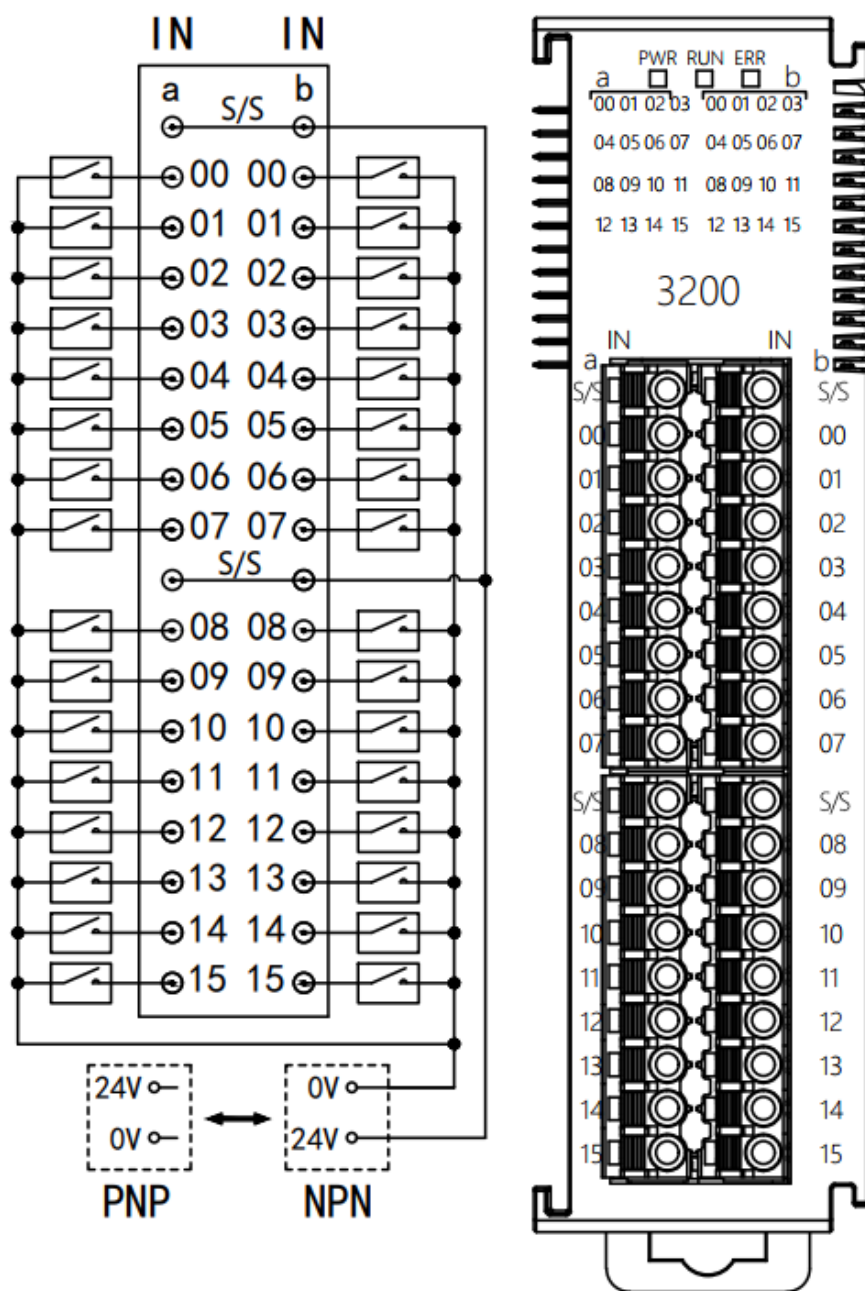 IN IN
a b
S/S
00 00
01 01
02 02
03 03
04 04
05 05
06 06
07 07
S/S
08 08
09 09
10 10
11 11
12 12
13 13
14 14
15 15
24V 0V
0V 24V
PNP NPN
PWR RUN ERR
a b
00 01 02 03 00 01 02 03
04 05 06 07 04 05 06 07
08 09 10 11 08 09 10 11
12 13 14 15 12 13 14 15
3200
IN IN
a b
S/S S/S
00 00
01 01
02 02
03 03
04 04
05 05
06 06
07 07
S/S S/S
08 08
09 09
10 10
11 11
12 12
13 13
14 14
15 15